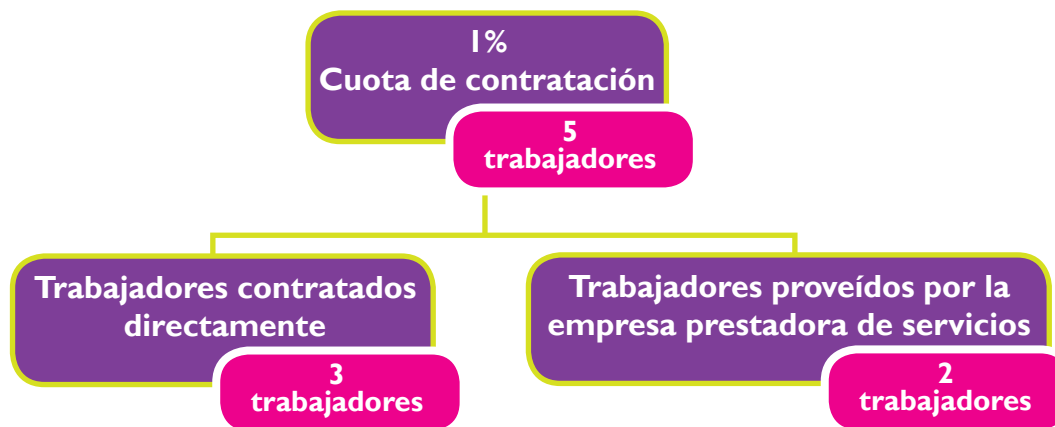 1%
Cuota de contratación
5
trabajadores
Trabajadores contratados
directamente
3
trabajadores
Trabajadores proveídos por la
empresa prestadora de servicios
2
trabajadores